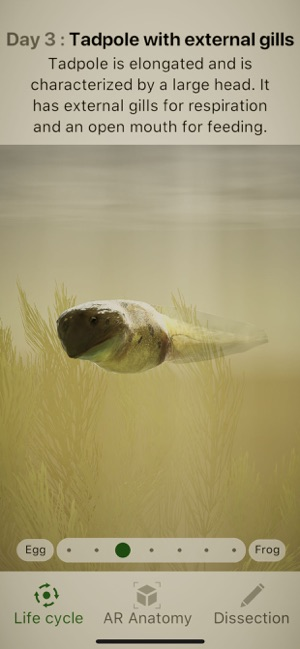 Day 3 : Tadpole with external gills
Tadpole is elongated and is
characterized by a large head. It
has external gills for respiration
and an open mouth for feeding.
Egg Frog
Life cycle AR Anatomy Dissection